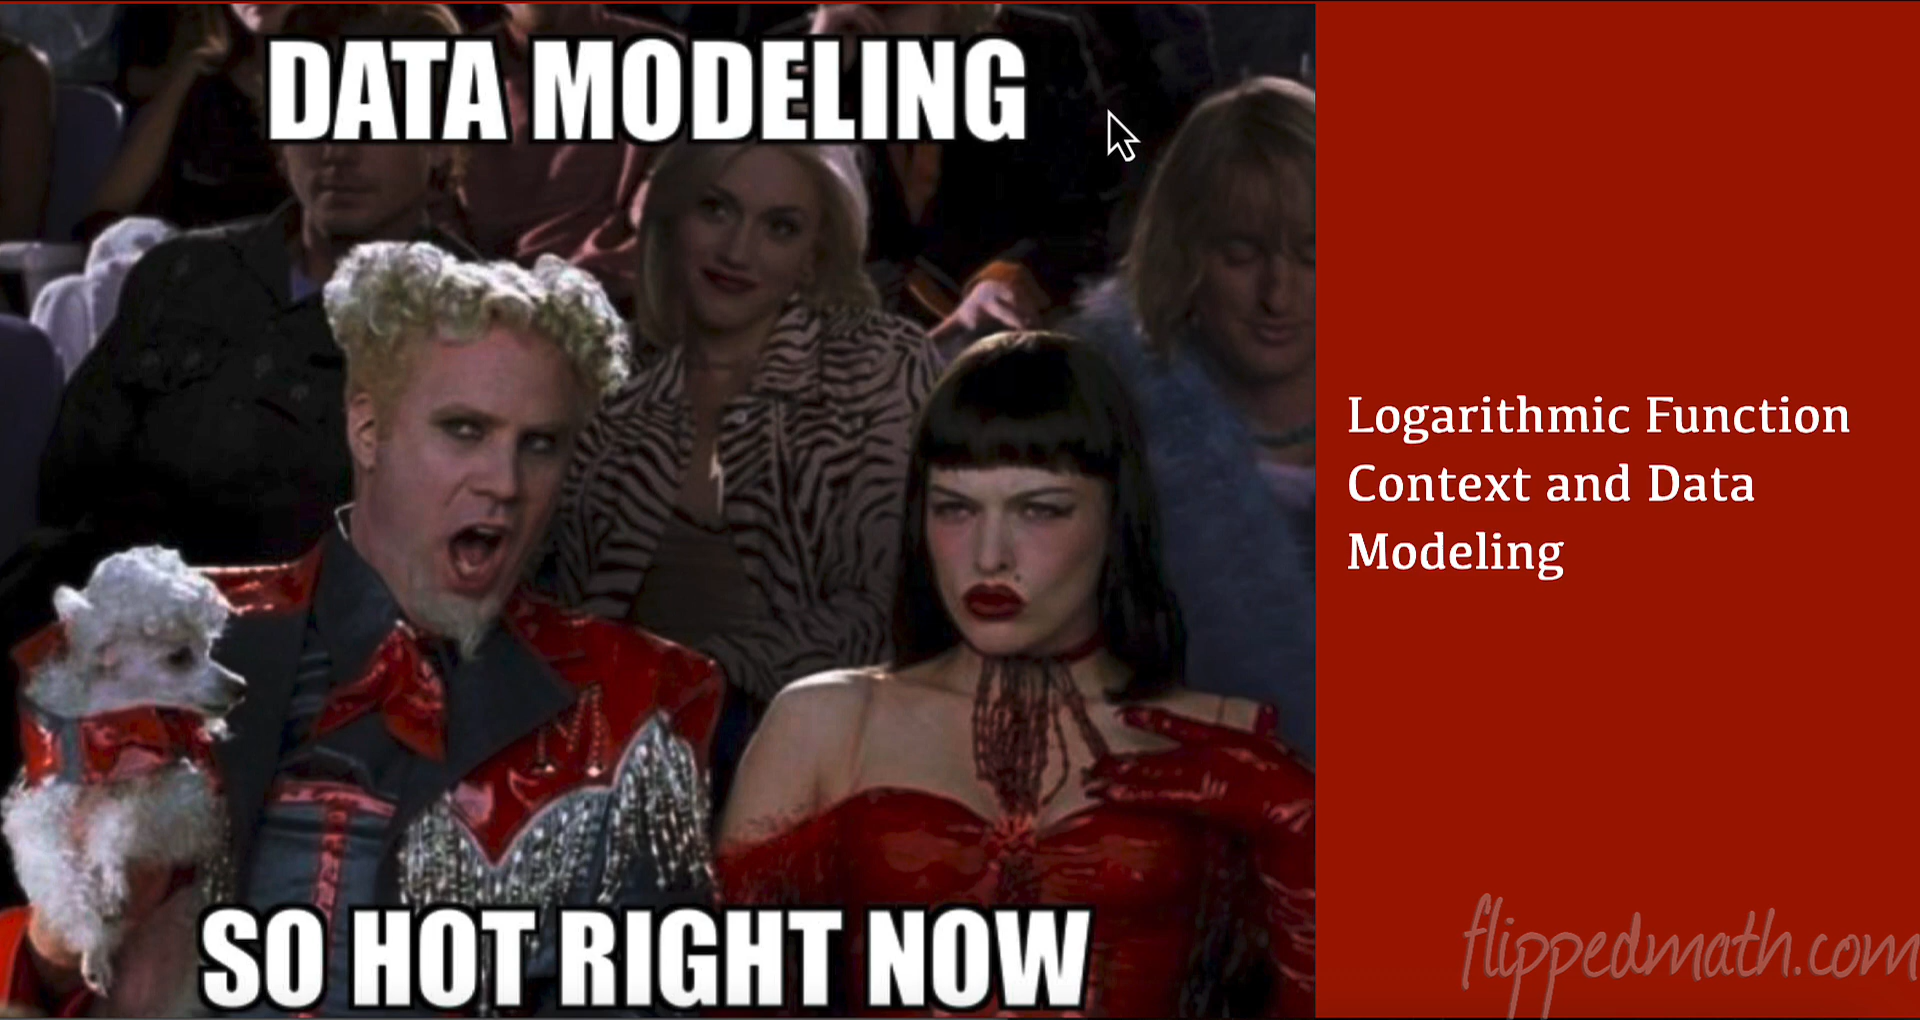 DATA MODELING
SO HOT RIGHT NOW
Logarithmic Function
Context and Data
Modeling
flippedmath.com